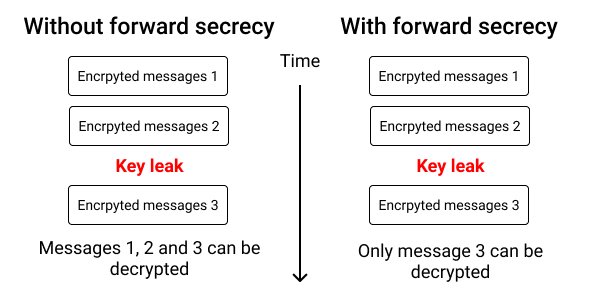 Without forward secrecy
Encrpyted messages 1
Encrpyted messages 2
Key leak
Encrpyted messages 3
Messages 1, 2 and 3 can be
decrypted
Time
With forward secrecy
Encrpyted messages 1
Encrpyted messages 2
Key leak
Encrpyted messages 3
Only message 3 can be
decrypted